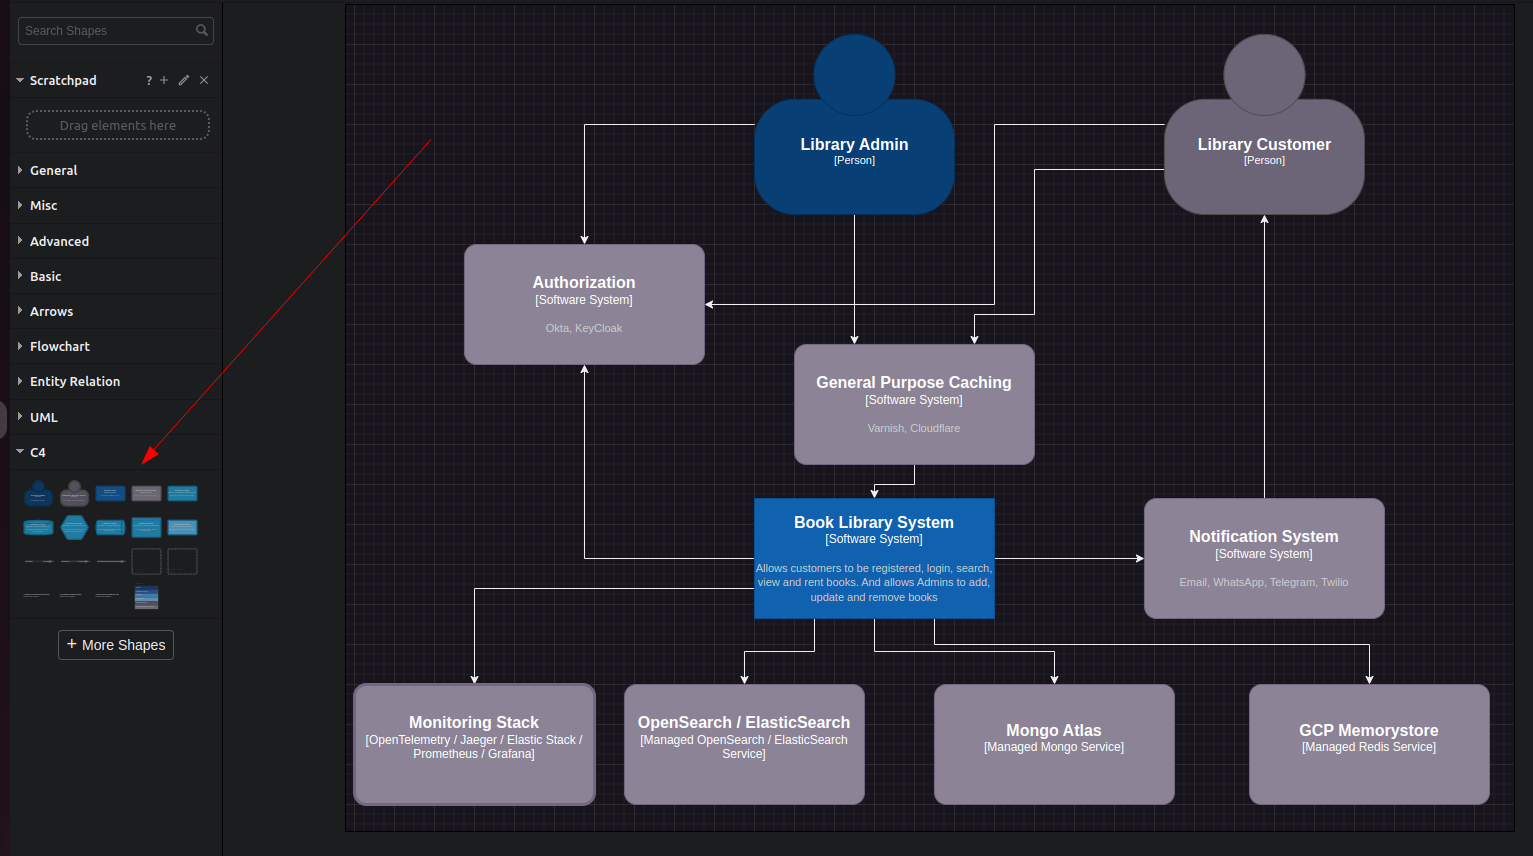 Search Shapes
Scratchpad
?
Drag elements here
General
Misc
Advanced
Basic
Arrows
Flowchart
Entity Relation
UML
C4
+ More Shapes
Library Admin
[Person]
Library Customer
[Person]
Authorization
[Software System]
Okta, KeyCloak
General Purpose Caching
[Software System]
Varnish, Cloudflare
Book Library System
[Software System]
Allows customers to be registered, login, search,
view and rent books. And allows Admins to add,
update and remove books
Notification System
[Software System]
Email, WhatsApp, Telegram, Twilio
Monitoring Stack
[OpenTelemetry / Jaeger / Elastic Stack /
Prometheus / Grafana]
OpenSearch / ElasticSearch
[Managed OpenSearch / ElasticSearch
Service]
Mongo Atlas
[Managed Mongo Service]
GCP Memorystore
[Managed Redis Service]